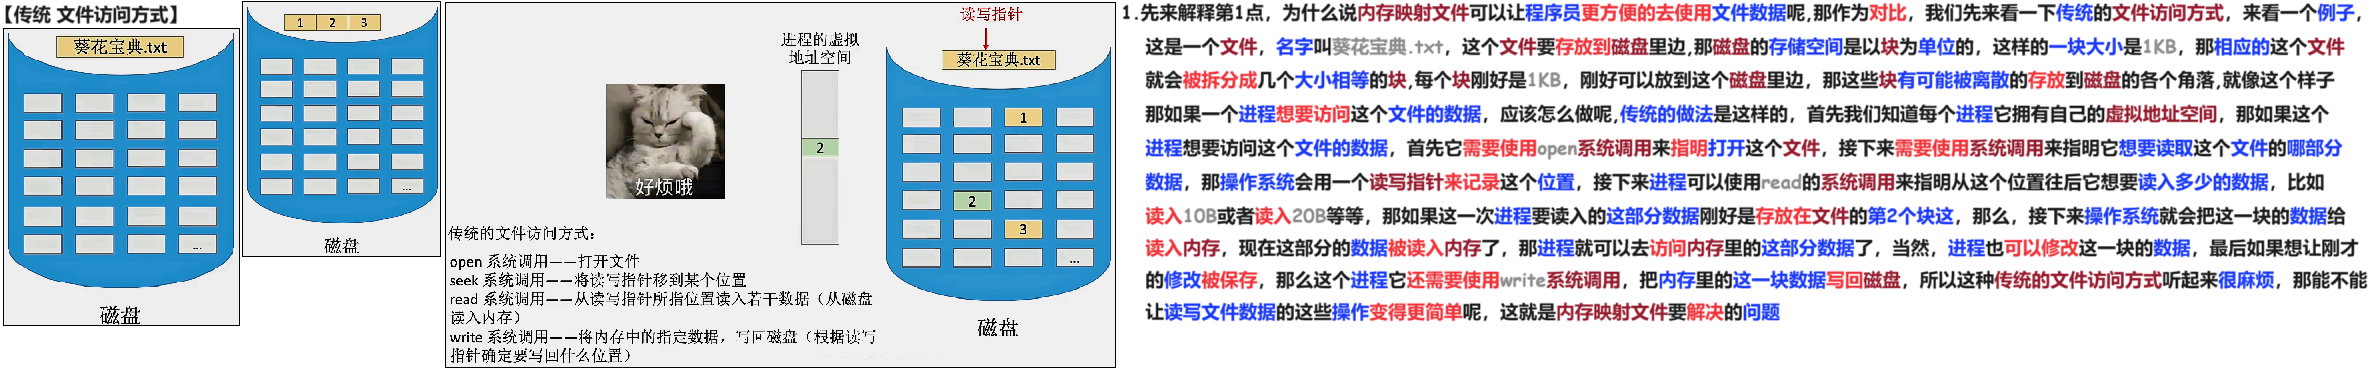 【传统 文件访问方式】
葵花宝典.txt
...
磁盘
1 2 3
...
磁盘
读写指针
进程的虚拟
地址空间
葵花宝典.txt
1
2
2
3
...
磁盘
好烦哦
传统的文件访问方式：
open 系统调用——打开文件
seek 系统调用——将读写指针移到某个位置
read 系统调用——从读写指针所指位置读入若干数据（从磁盘
读入内存）
write 系统调用——将内存中的指定数据，写回磁盘（根据读写
指针确定要写回什么位置）
1.先来解释第1点，为什么说内存映射文件可以让程序员更方便的去使用文件数据呢,那作为对比，我们先来看一下传统的文件访问方式，来看一个例子，
这是一个文件，名字叫葵花宝典.txt，这个文件要存放到磁盘里边,那磁盘的存储空间是以块为单位的，这样的一块大小是1KB，那相应的这个文件
就会被拆分成几个大小相等的块,每个块刚好是1KB，刚好可以放到这个磁盘里边，那这些块有可能被离散的存放到磁盘的各个角落,就像这个样子
那如果一个进程想要访问这个文件的数据，应该怎么做呢,传统的做法是这样的，首先我们知道每个进程它拥有自己的虚拟地址空间，那如果这个
进程想要访问这个文件的数据，首先它需要使用open系统调用来指明打开这个文件，接下来需要使用系统调用来指明它想要读取这个文件的哪部分
数据，那操作系统会用一个读写指针来记录这个位置，接下来进程可以使用read的系统调用来指明从这个位置往后它想要读入多少的数据，比如
读入10B或者读入20B等等，那如果这一次进程要读入的这部分数据刚好是存放在文件的第2个块这，那么，接下来操作系统就会把这一块的数据给
读入内存，现在这部分的数据被读入内存了，那进程就可以去访问内存里的这部分数据了，当然，进程也可以修改这一块的数据，最后如果想让刚才
的修改被保存，那么这个进程它还需要使用write系统调用，把内存里的这一块数据写回磁盘，所以这种传统的文件访问方式听起来很麻烦，那能不能
让读写文件数据的这些操作变得更简单呢，这就是内存映射文件要解决的问题